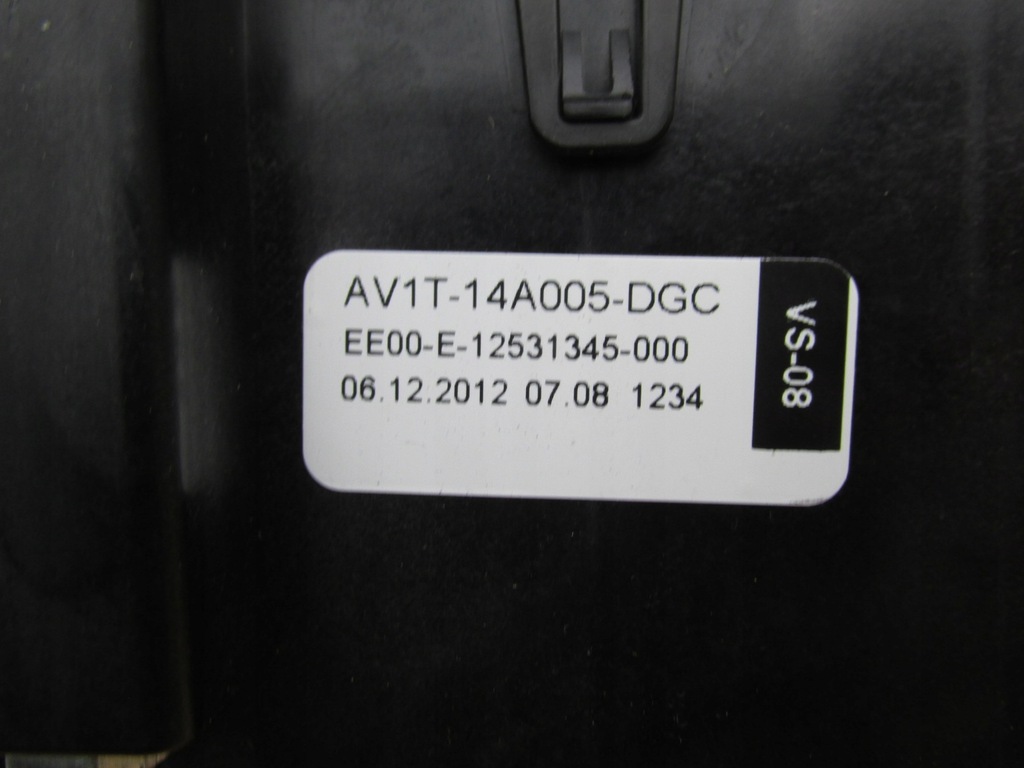 AV1T-14A005-DGC
EE00-E-12531345-000
06.12.2012 07.08 1234
VS-08